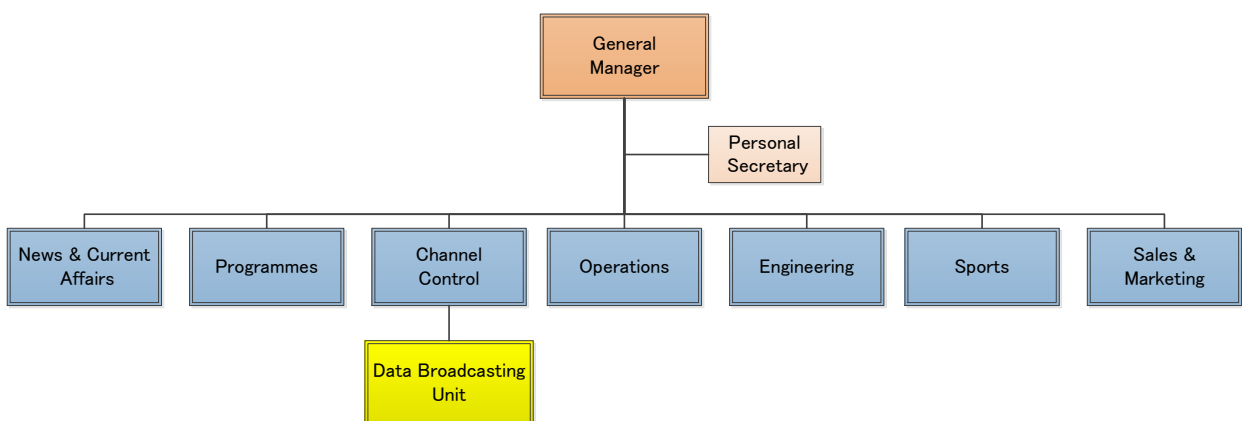 General
Manager
Personal
Secretary
News & Current
Affairs
Programmes
Channel
Control
Operations
Engineering
Sports
Sales &
Marketing
Data Broadcasting
Unit